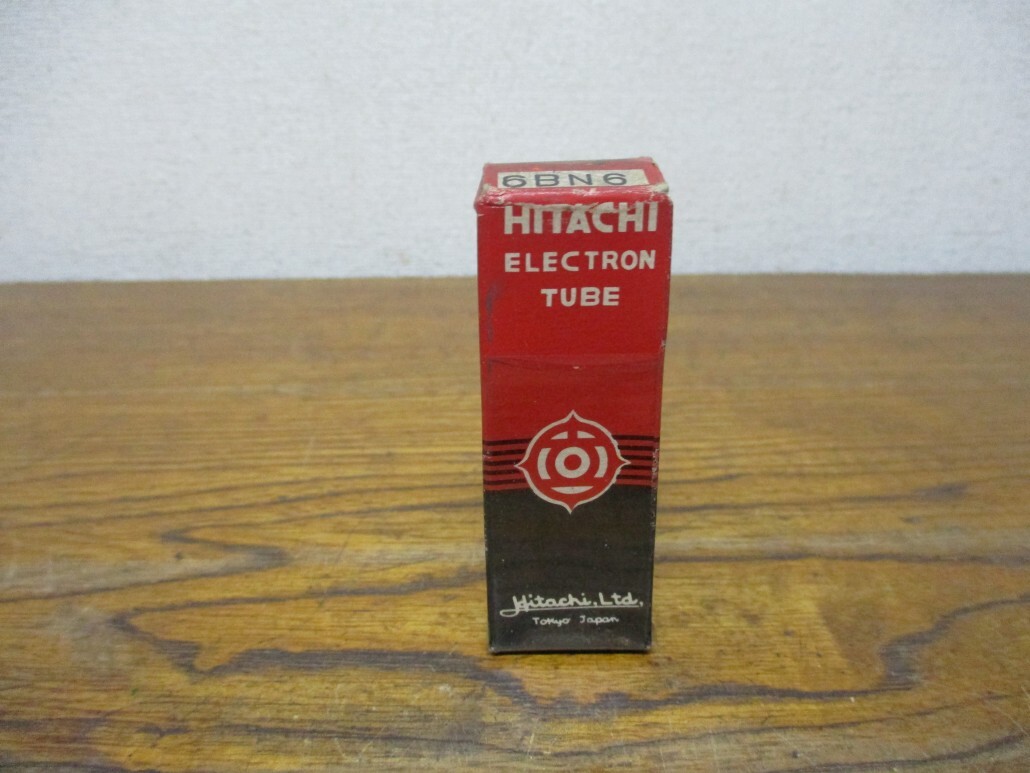 6BN6
HITACHI
ELECTRON
TUBE
Hitachi, Ltd.
Tokyo Japan